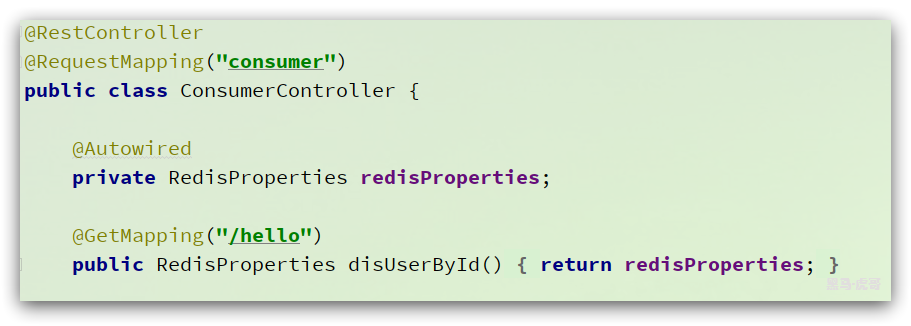 @RestController
@RequestMapping("consumer")
public class ConsumerController {
@Autowired
private RedisProperties redisProperties;
@GetMapping("/hello")
public RedisProperties disUserById() { return redisProperties; }
黑马·虎哥